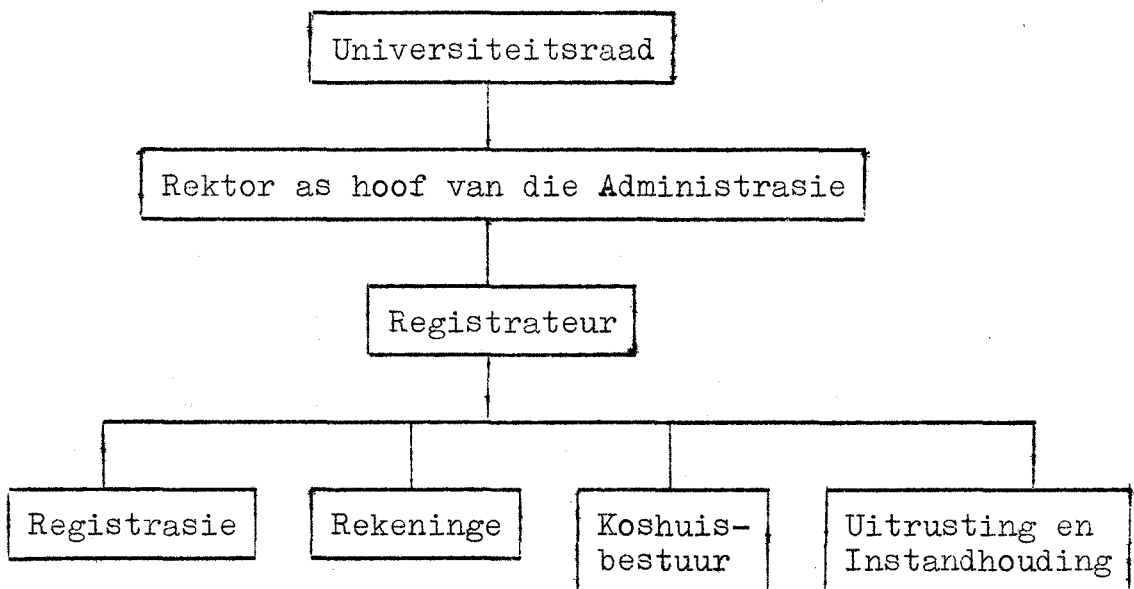 Universiteitsraad
Rektor as hoof van die Administrasie
Registrateur
Registrasie
Rekeninge
Koshuis-
bestuur
Uitrusting en
Instandhouding